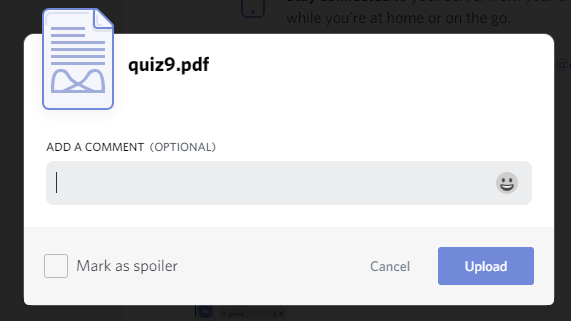 while you're at home or on the go.
quiz9.pdf
ADD A COMMENT (OPTIONAL)
Mark as spoiler
Cancel
Upload